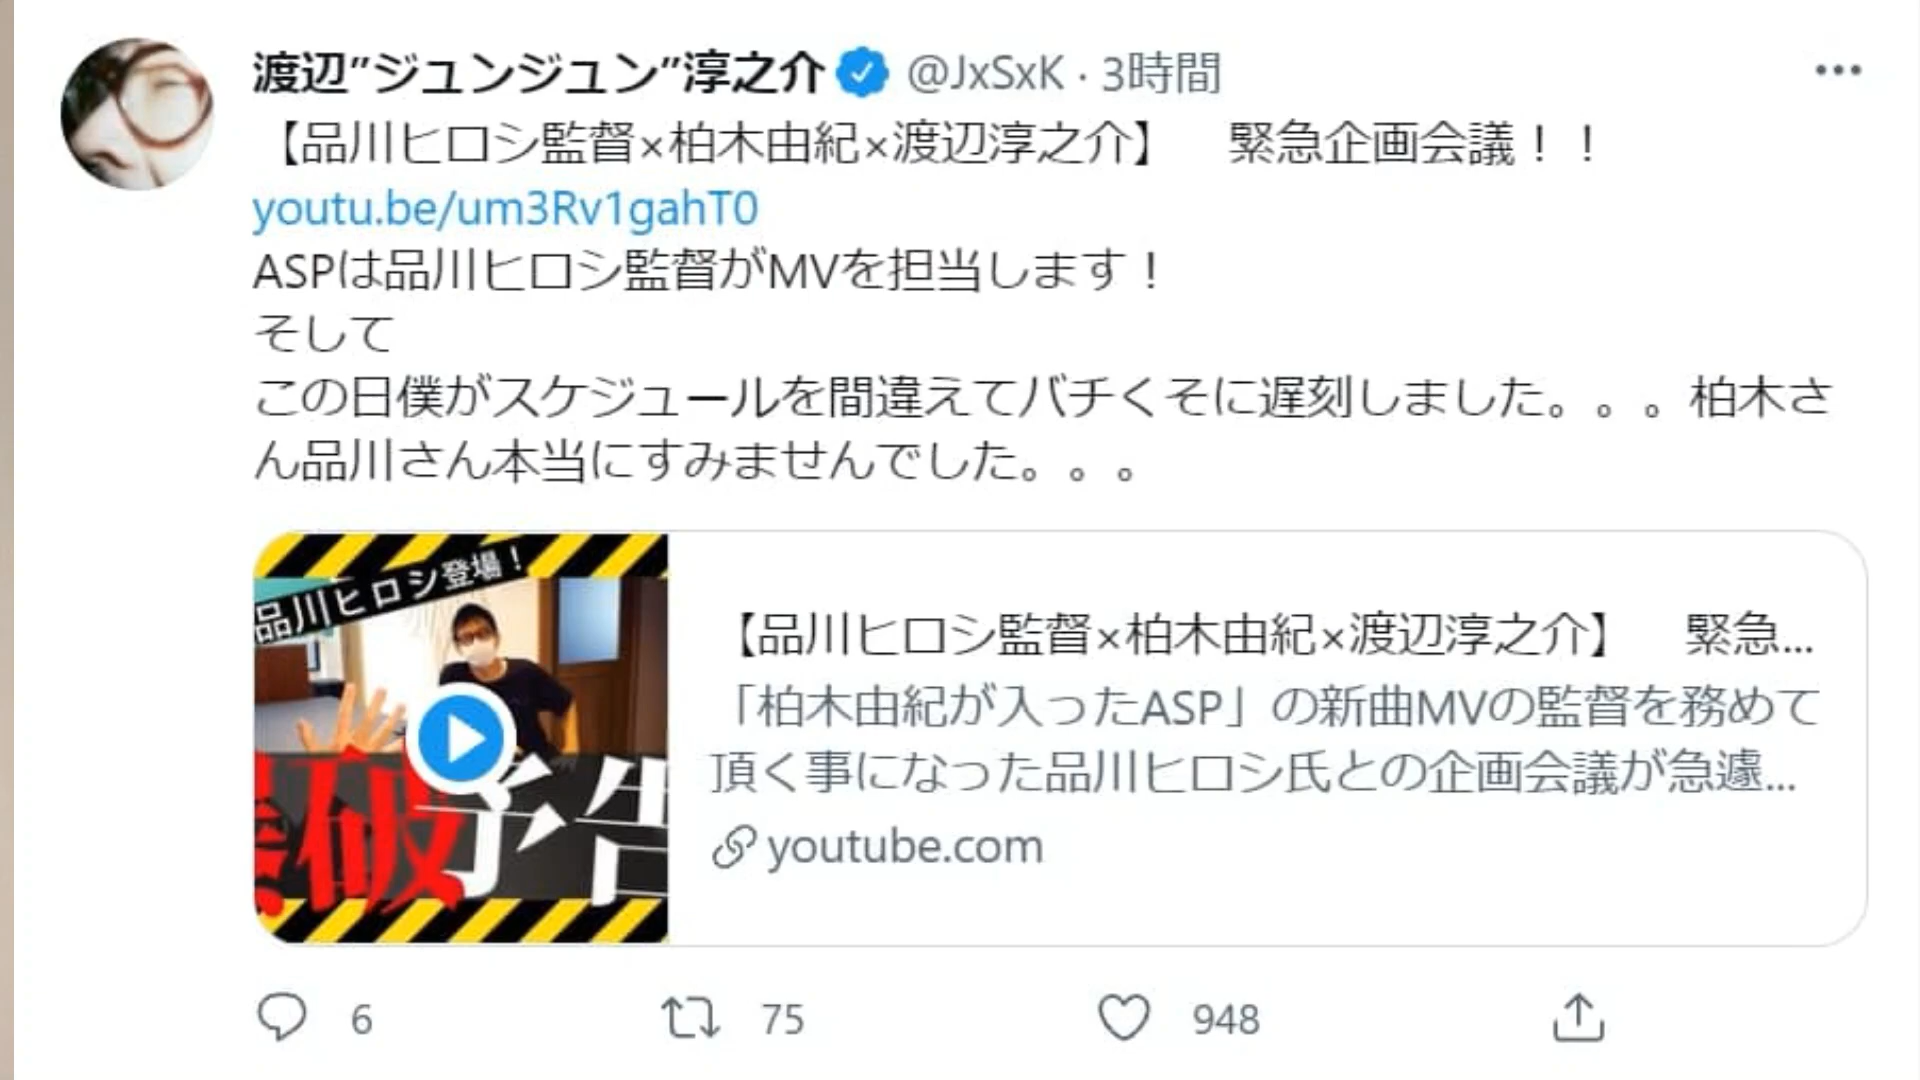 渡辺”ジュンジュン”淳之介 @JxSxK · 3時間
【品川ヒロシ監督×柏木由紀×渡辺淳之介】　緊急企画会議！！
youtu.be/um3Rv1gahT0
ASPは品川ヒロシ監督がMVを担当します！
そして
この日僕がスケジュールを間違えてバチくそに遅刻しました。。。柏木さ
ん品川さん本当にすみませんでした。。。
品川ヒロシ登場！
破予告
【品川ヒロシ監督×柏木由紀×渡辺淳之介】　緊急...
「柏木由紀が入ったASP」の新曲MVの監督を務めて
頂く事になった品川ヒロシ氏との企画会議が急遽...
youtube.com
6 75 948